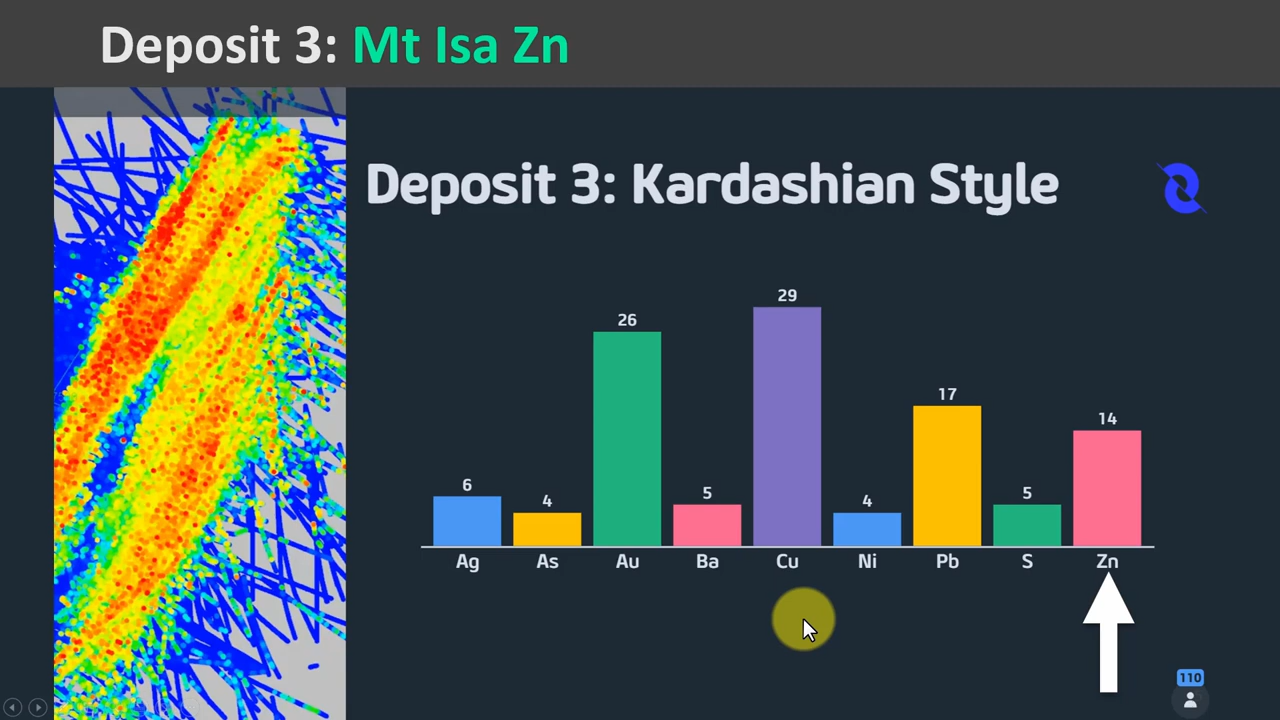 Deposit 3: Mt Isa Zn
Deposit 3: Kardashian Style
6
4
26
5
29
4
17
5
14
Ag
As
Au
Ba
Cu
Ni
Pb
S
Zn
110